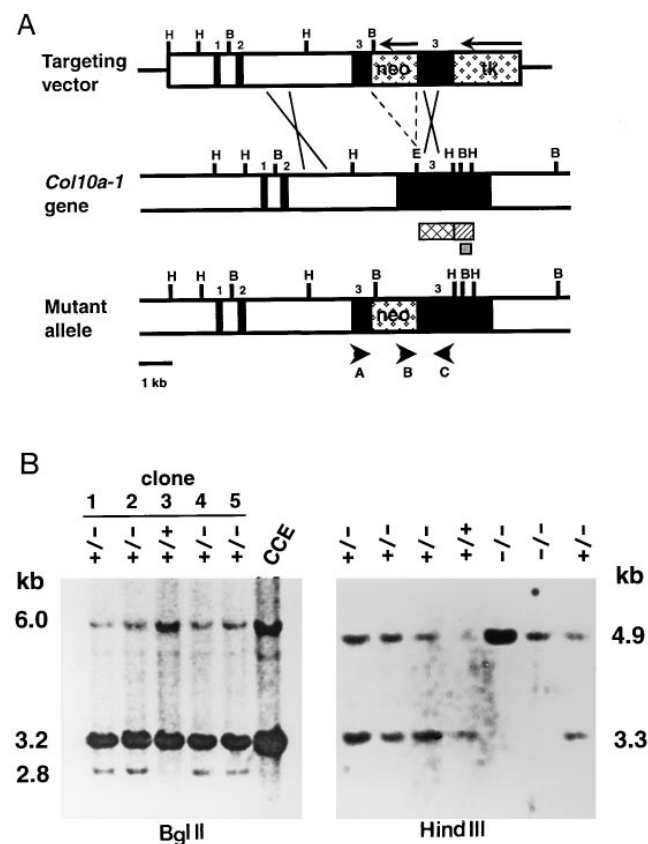 A
H H B H 3 B 3
1 2
Targeting vector
neo tk
Col10a-1 gene
H H B H E H B H B
1 2 3
Mutant allele
H H B H 3 B 3 H B H B
1 2
neo
1 kb
A B C
B
clone
1 2 3 4 5
+/- +/- +/+ +/- +/- CCE
kb
6.0
3.2
2.8
Bgl II
+/- +/- +/- +/+ -/- -/- +/-
kb
4.9
3.3
Hind III